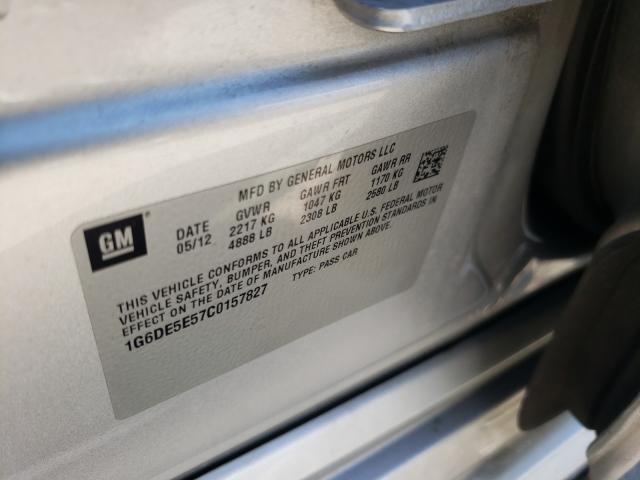 GM
MFD BY GENERAL MOTORS LLC
DATE GVWR GAWR FRT GAWR RR
05/12 2217 KG 1047 KG 1170 KG
4888 LB 2308 LB 2580 LB
THIS VEHICLE CONFORMS TO ALL APPLICABLE U.S. FEDERAL MOTOR
VEHICLE SAFETY, BUMPER, AND THEFT PREVENTION STANDARDS IN
EFFECT ON THE DATE OF MANUFACTURE SHOWN ABOVE.
1G6DE5E57C0157827 TYPE: PASS CAR